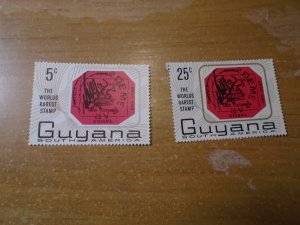 5c
THE
WORLDS
RAREST
STAMP
Guyana
SOUTH AMERICA
25c
THE
WORLDS
RAREST
STAMP
Guyana
SOUTH AMERICA